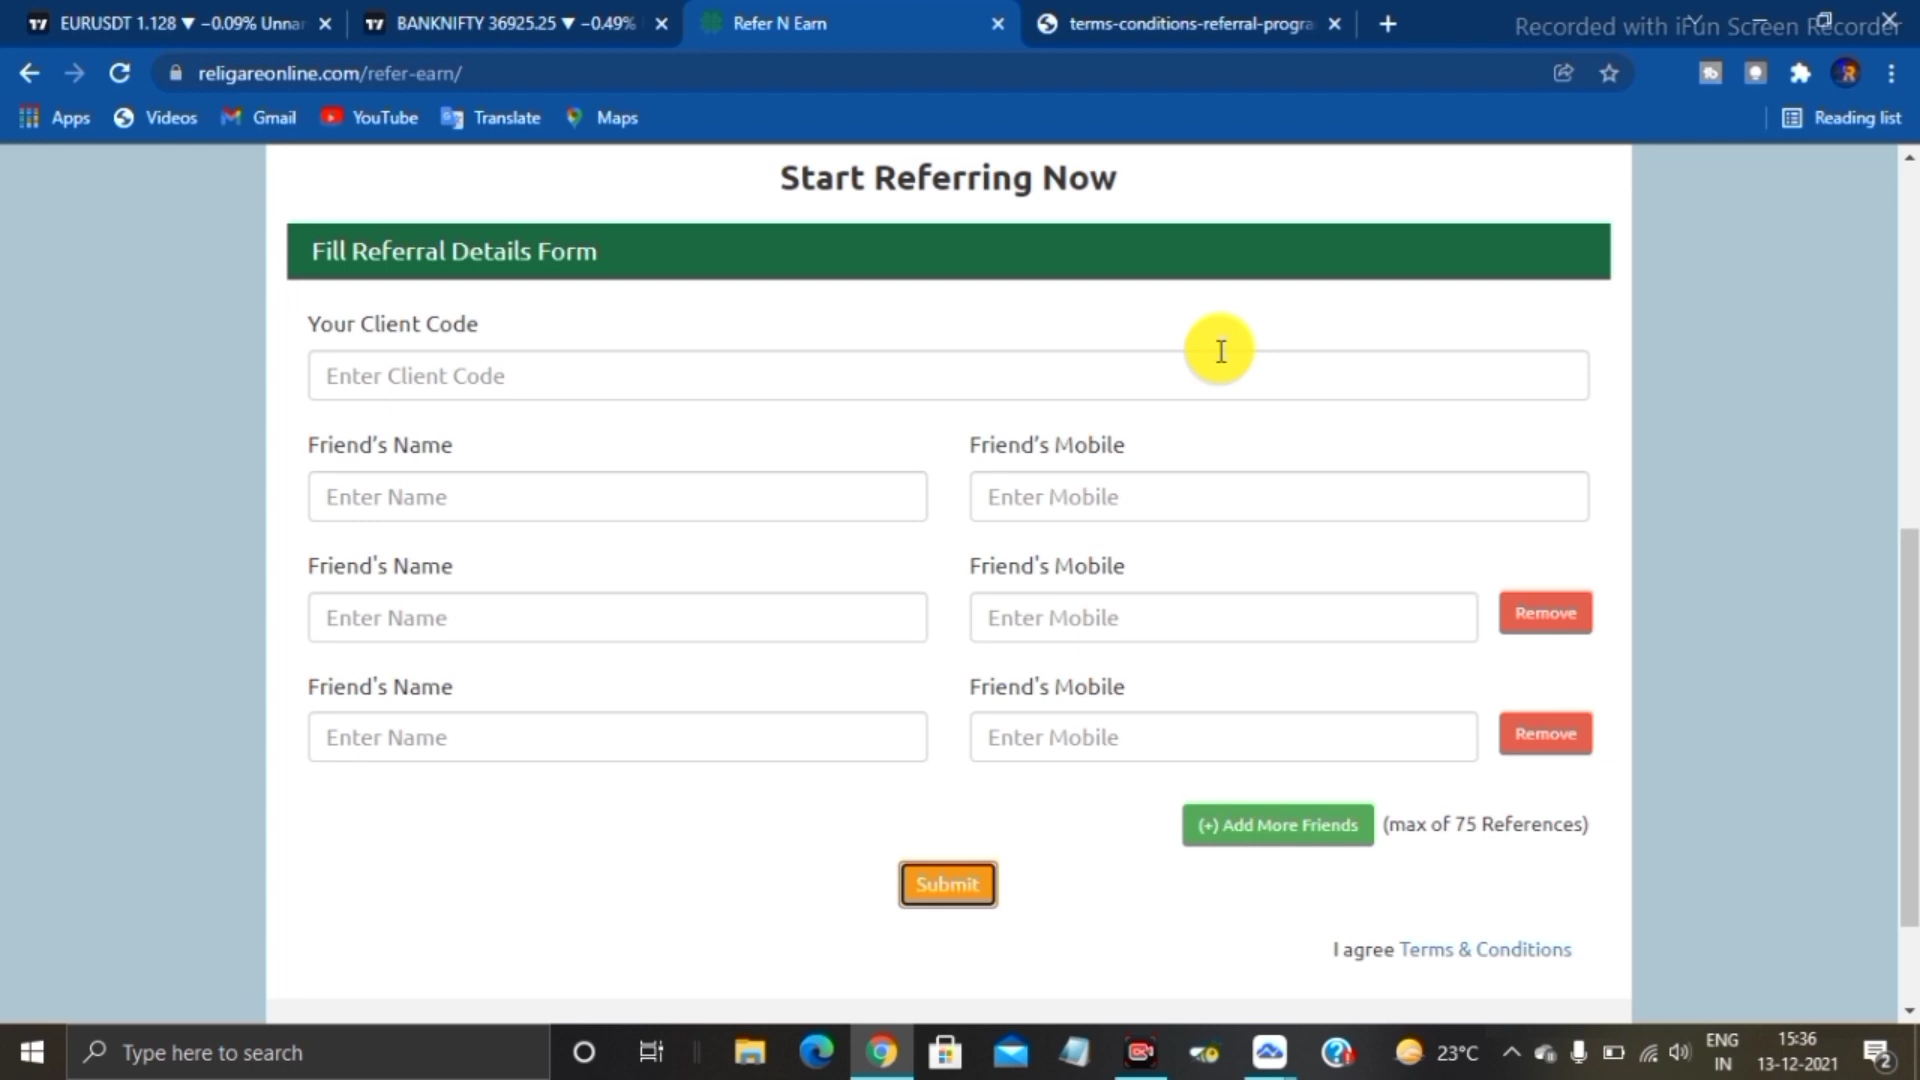 EURUSDT 1.128 ▼ −0.09% Unnar
BANKNIFTY 36925.25 ▼ −0.49%
Refer N Earn
terms-conditions-referral-progra
Recorded with iFun Screen Recorder
religareonline.com/refer-earn/
Apps
Videos
Gmail
YouTube
Translate
Maps
Reading list
Start Referring Now
Fill Referral Details Form
Your Client Code
Enter Client Code
Friend’s Name
Friend’s Mobile
Enter Name
Enter Mobile
Friend's Name
Friend's Mobile
Enter Name
Enter Mobile
Remove
Friend's Name
Friend's Mobile
Enter Name
Enter Mobile
Remove
(+) Add More Friends
(max of 75 References)
Submit
I agree Terms & Conditions
Type here to search
23°C
ENG
IN
15:36
13-12-2021
2